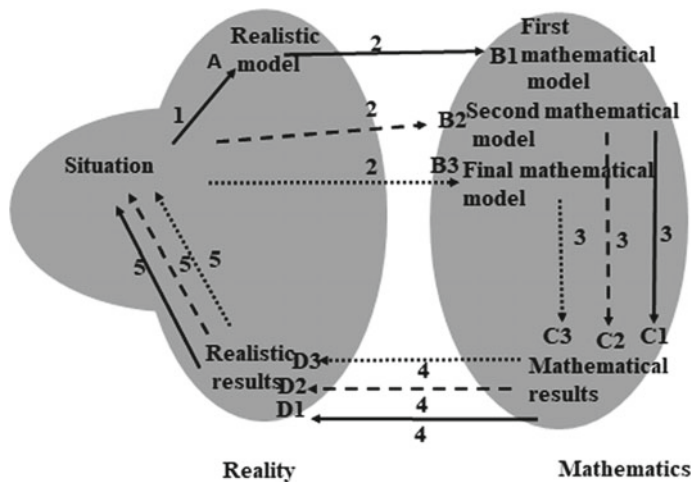 Realistic
A model
2
First
B1 mathematical
model
1
2
B2 Second mathematical
model
Situation
2
B3 Final mathematical
model
3
3
3
5
5
5
C3
C2
C1
Realistic D3
results D2
D1
4
4
4
Mathematical
results
Reality
Mathematics